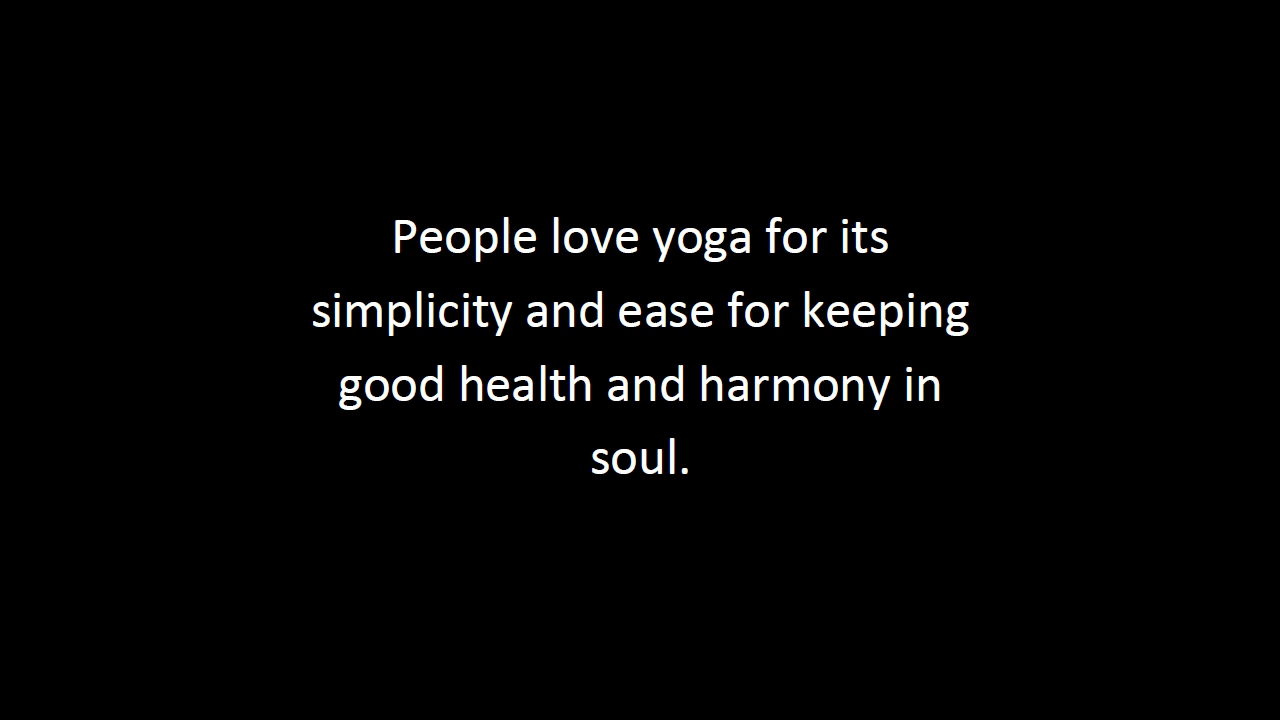 People love yoga for its
simplicity and ease for keeping
good health and harmony in
soul.